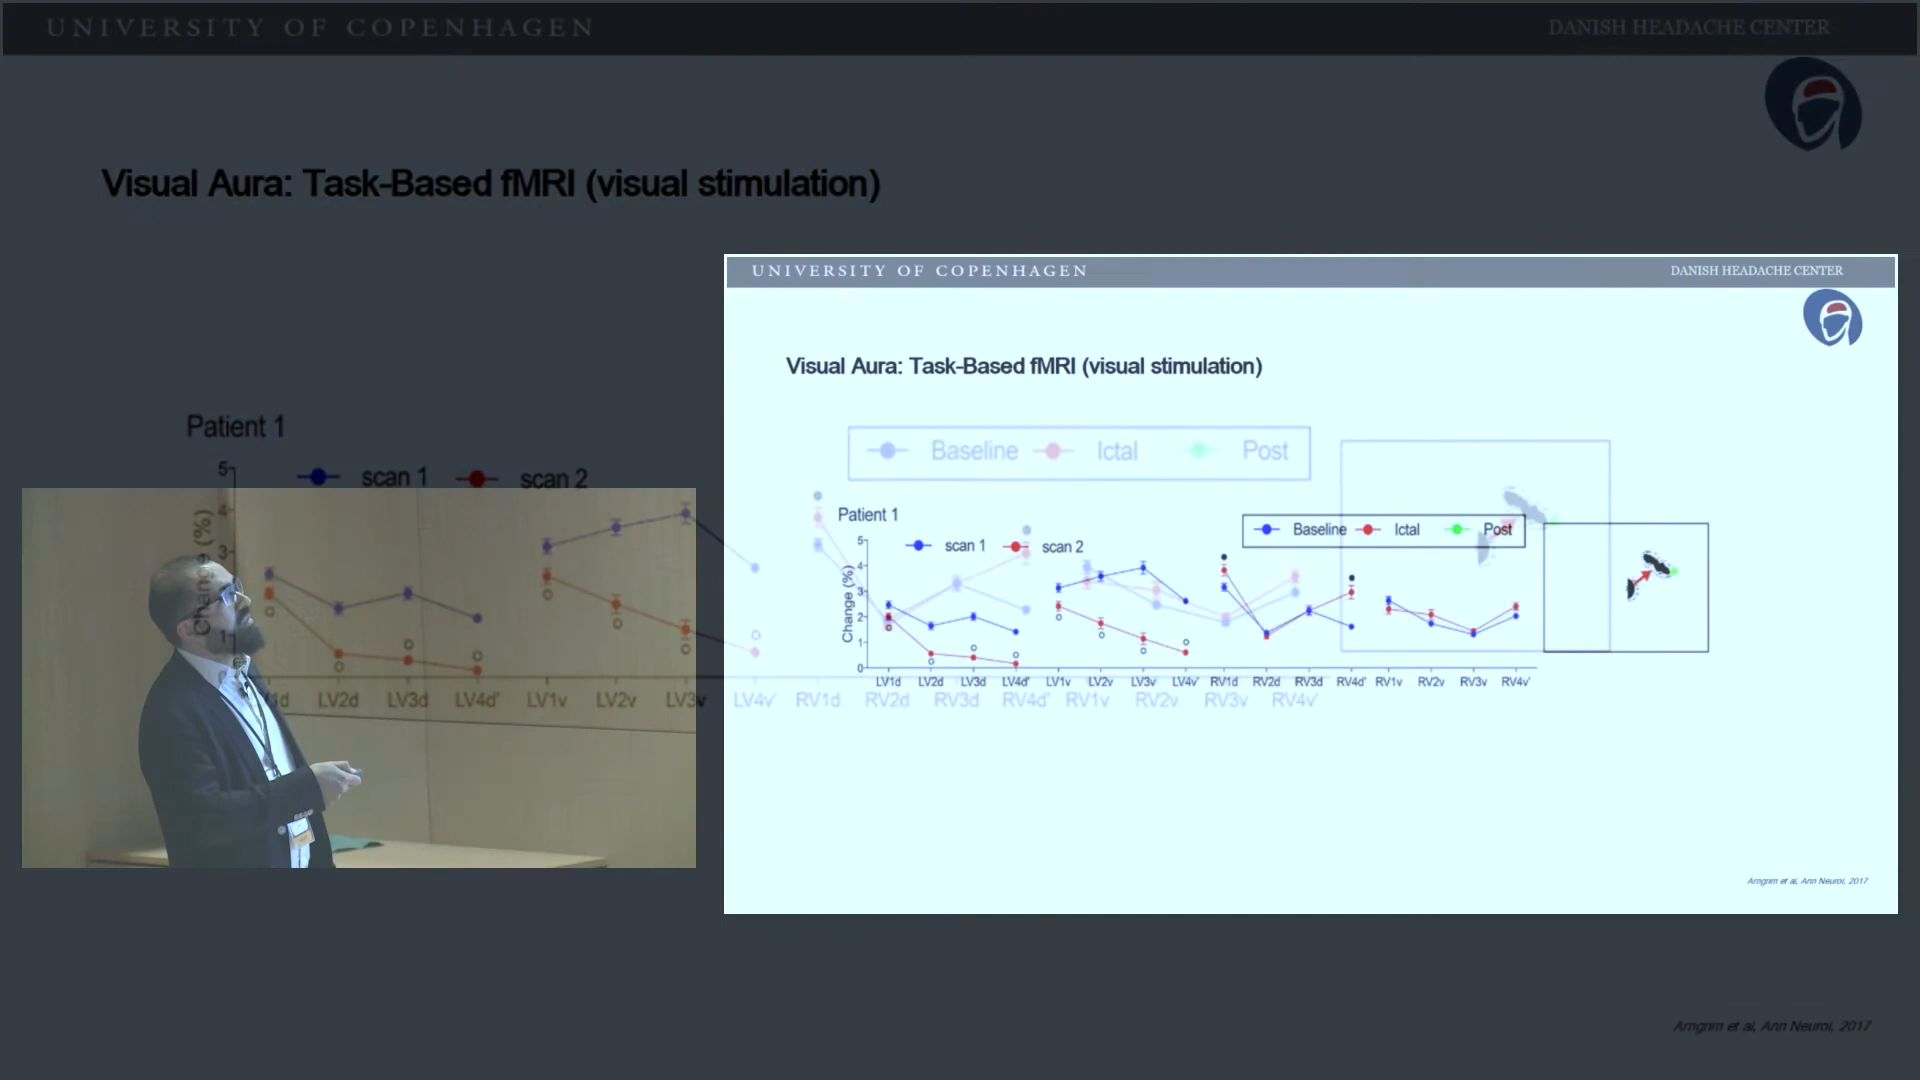 UNIVERSITY OF COPENHAGEN
DANISH HEADACHE CENTER
Visual Aura: Task-Based fMRI (visual stimulation)
Patient 1
5
scan 1 scan 2
4
3
Change (%)
1
LV2d LV3d LV4d' LV1v LV2v LV3v LV4v' RV1d RV2d RV3d RV4d' RV1v RV2v RV3v RV4v'
Baseline Ictal Post
Arngrim et al, Ann Neurol, 2017
UNIVERSITY OF COPENHAGEN
DANISH HEADACHE CENTER
Visual Aura: Task-Based fMRI (visual stimulation)
Patient 1
Baseline Ictal Post
scan 1 scan 2
5
4
3
2
1
0
Change (%)
LV1d LV2d LV3d LV4d' LV1v LV2v LV3v LV4v' RV1d RV2d RV3d RV4d' RV1v RV2v RV3v RV4v'
Arngrim et al, Ann Neurol, 2017